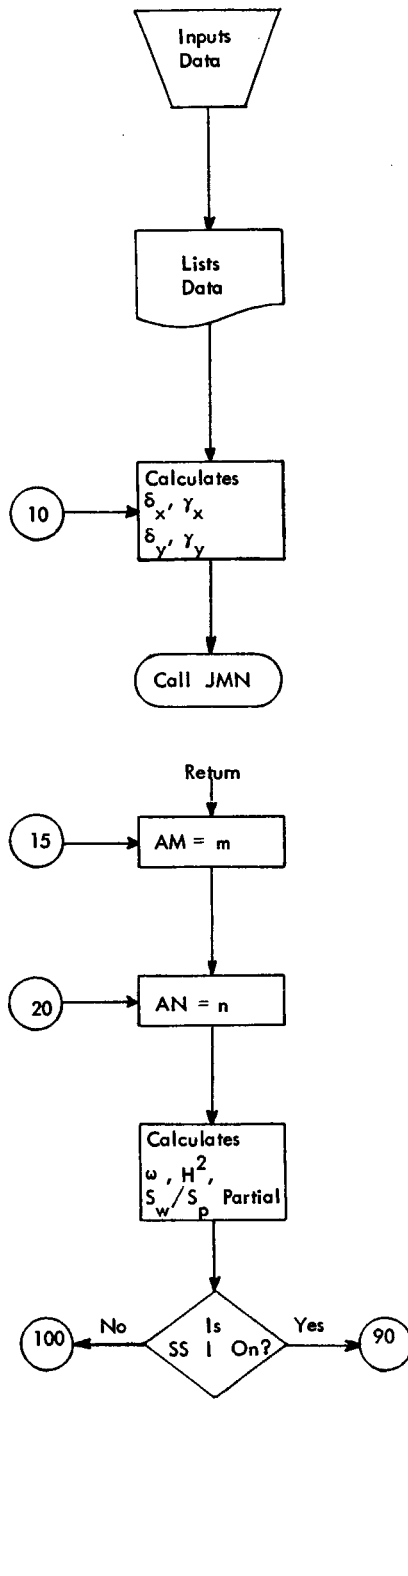 Inputs
Data
Lists
Data
Calculates
δx, γx
δy, γy
10
Call JMN
Return
15
AM = m
20
AN = n
Calculates
ω, H²,
Sw/Sp Partial
Is
SS 1 On?
No
Yes
100
90